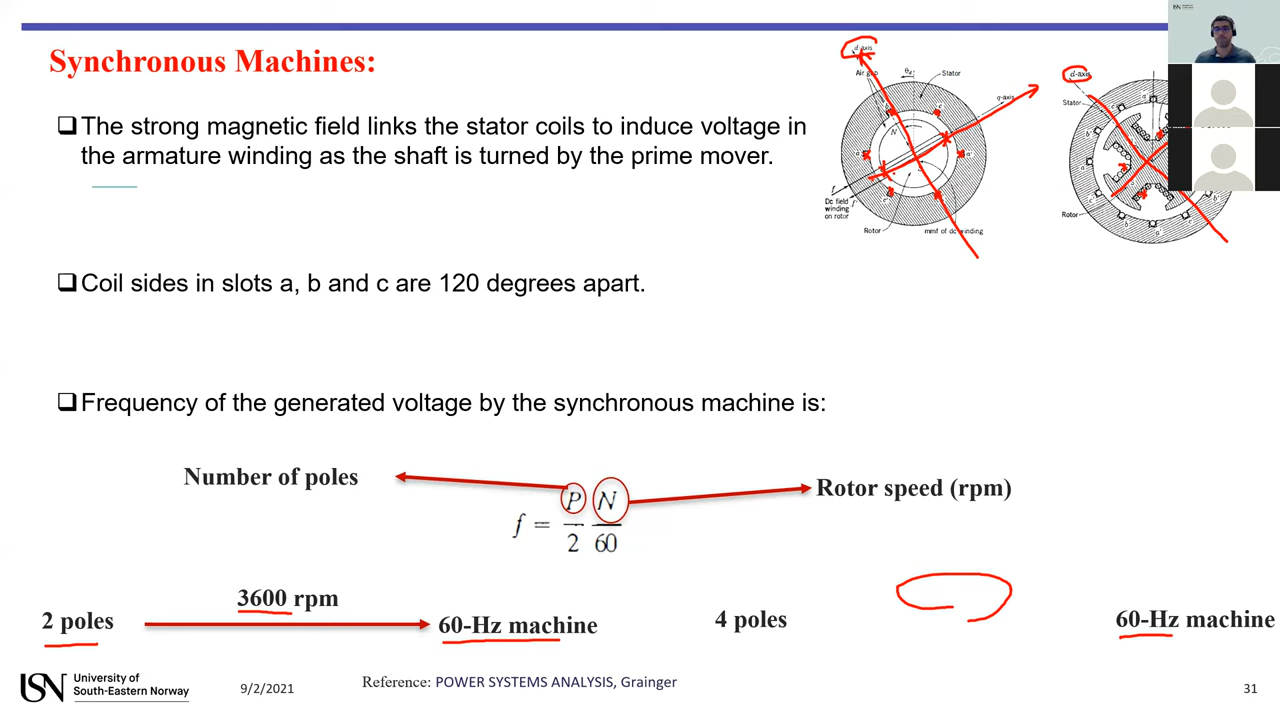 Synchronous Machines:
❑The strong magnetic field links the stator coils to induce voltage in
the armature winding as the shaft is turned by the prime mover.
d-axis
Air gap
θd
Stator
q-axis
b
c
N
a
a'
c'
f
f'
Dc field
winding
on rotor
Rotor
mmf of dc winding
d-axis
Stator
Rotor
a'
c
b'
a
c'
b
a'
c
b'
❑Coil sides in slots a, b and c are 120 degrees apart.
❑Frequency of the generated voltage by the synchronous machine is:
Number of poles
f = P/2 N/60
Rotor speed (rpm)
2 poles
3600 rpm
60-Hz machine
4 poles
60-Hz machine
USN
University of
South-Eastern Norway
9/2/2021
Reference: POWER SYSTEMS ANALYSIS, Grainger
31